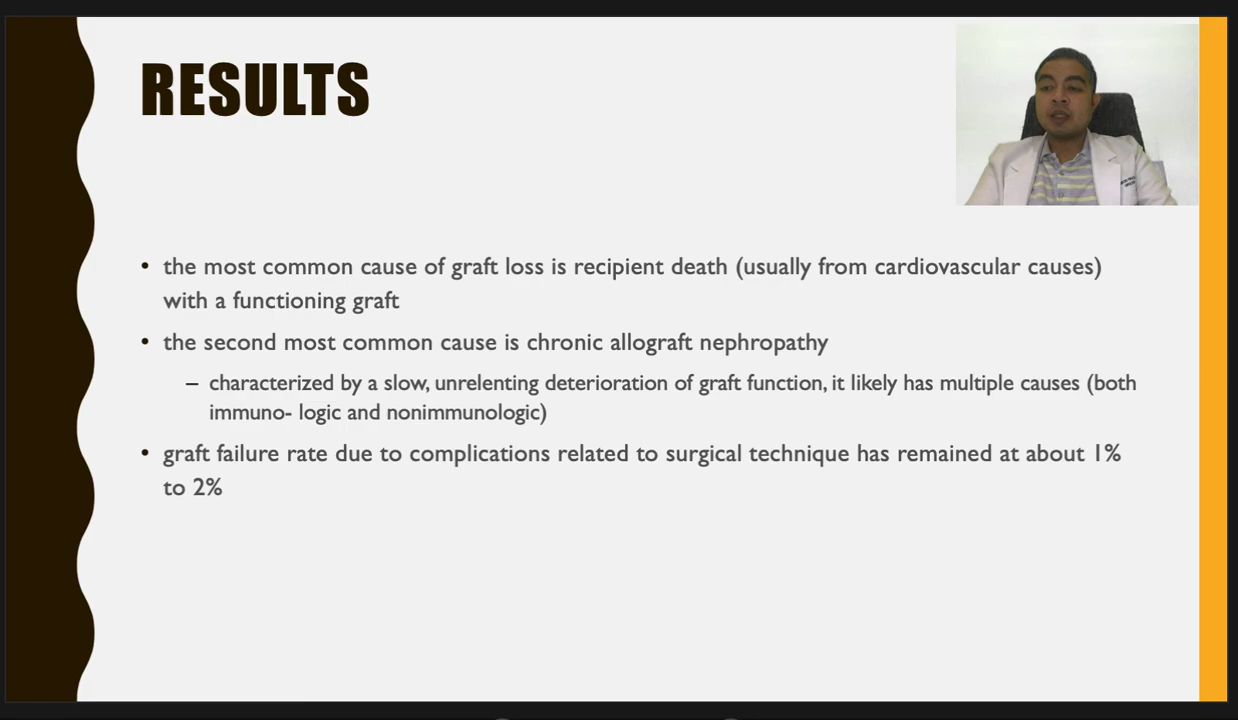 RESULTS
• the most common cause of graft loss is recipient death (usually from cardiovascular causes)
with a functioning graft
• the second most common cause is chronic allograft nephropathy
– characterized by a slow, unrelenting deterioration of graft function, it likely has multiple causes (both
immuno- logic and nonimmunologic)
• graft failure rate due to complications related to surgical technique has remained at about 1%
to 2%